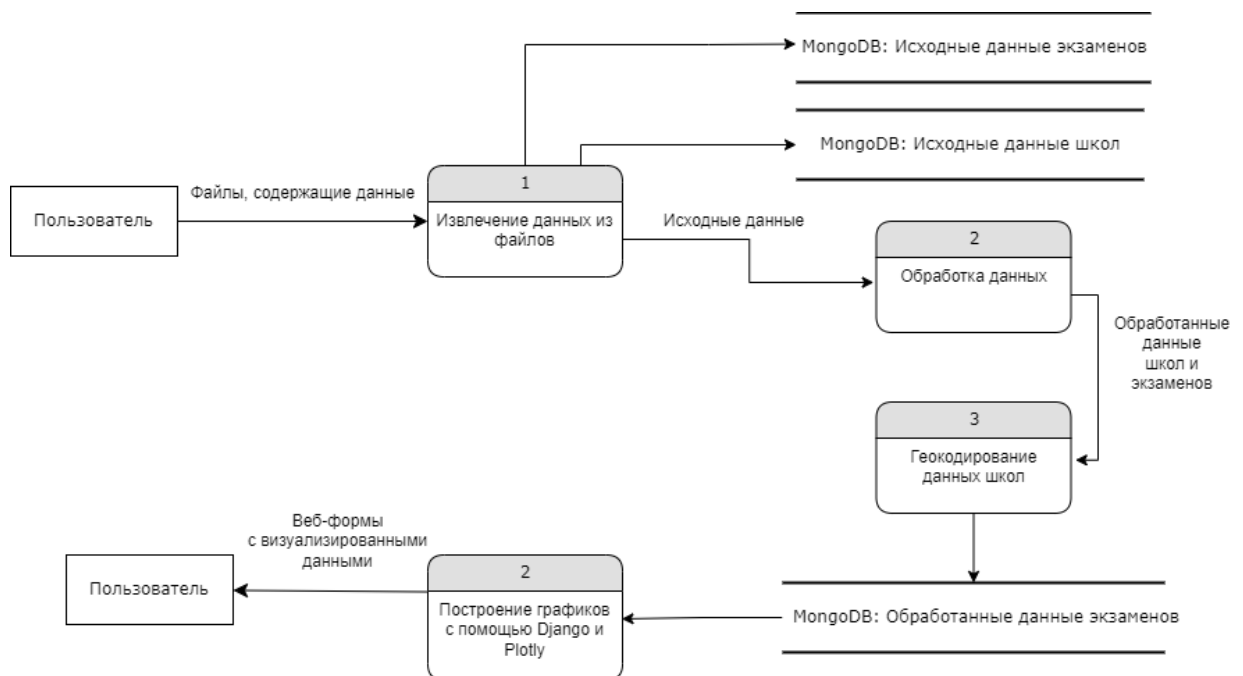 MongoDB: Исходные данные экзаменов
MongoDB: Исходные данные школ
1
Файлы, содержащие данные
Пользователь
Извлечение данных из
файлов
Исходные данные
2
Обработка данных
Обработанные
данные
школ и
экзаменов
3
Геокодирование
данных школ
Веб-формы
с визуализированными
данными
Пользователь
2
Построение графиков
с помощью Django и
Plotly
MongoDB: Обработанные данные экзаменов